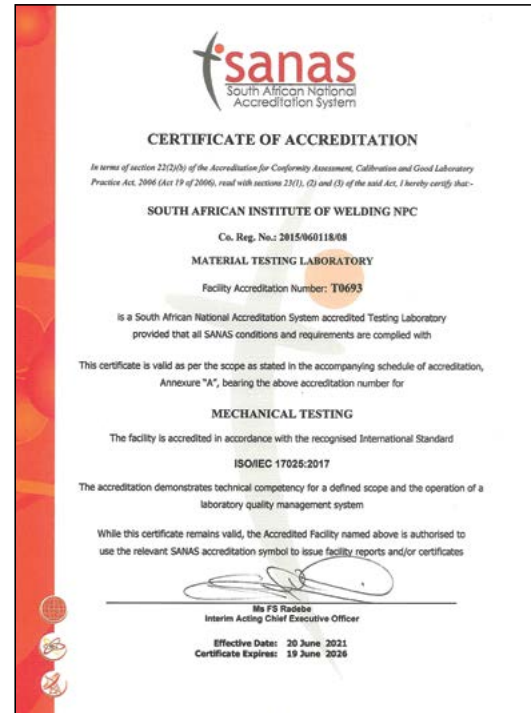 sanas
South African National
Accreditation System
CERTIFICATE OF ACCREDITATION
In terms of section 22(2)(b) of the Accreditation for Conformity Assessment, Calibration and Good Laboratory
Practice Act, 2006 (Act 19 of 2006), read with sections 23(1), (2) and (3) of the said Act, I hereby certify that:-
SOUTH AFRICAN INSTITUTE OF WELDING NPC
Co. Reg. No.: 2015/060118/08
MATERIAL TESTING LABORATORY
Facility Accreditation Number: T0693
is a South African National Accreditation System accredited Testing Laboratory
provided that all SANAS conditions and requirements are complied with
This certificate is valid as per the scope as stated in the accompanying schedule of accreditation,
Annexure "A", bearing the above accreditation number for
MECHANICAL TESTING
The facility is accredited in accordance with the recognised International Standard
ISO/IEC 17025:2017
The accreditation demonstrates technical competency for a defined scope and the operation of a
laboratory quality management system
While this certificate remains valid, the Accredited Facility named above is authorised to
use the relevant SANAS accreditation symbol to issue facility reports and/or certificates
Ms FS Radebe
Interim Acting Chief Executive Officer
Effective Date: 20 June 2021
Certificate Expires: 19 June 2026